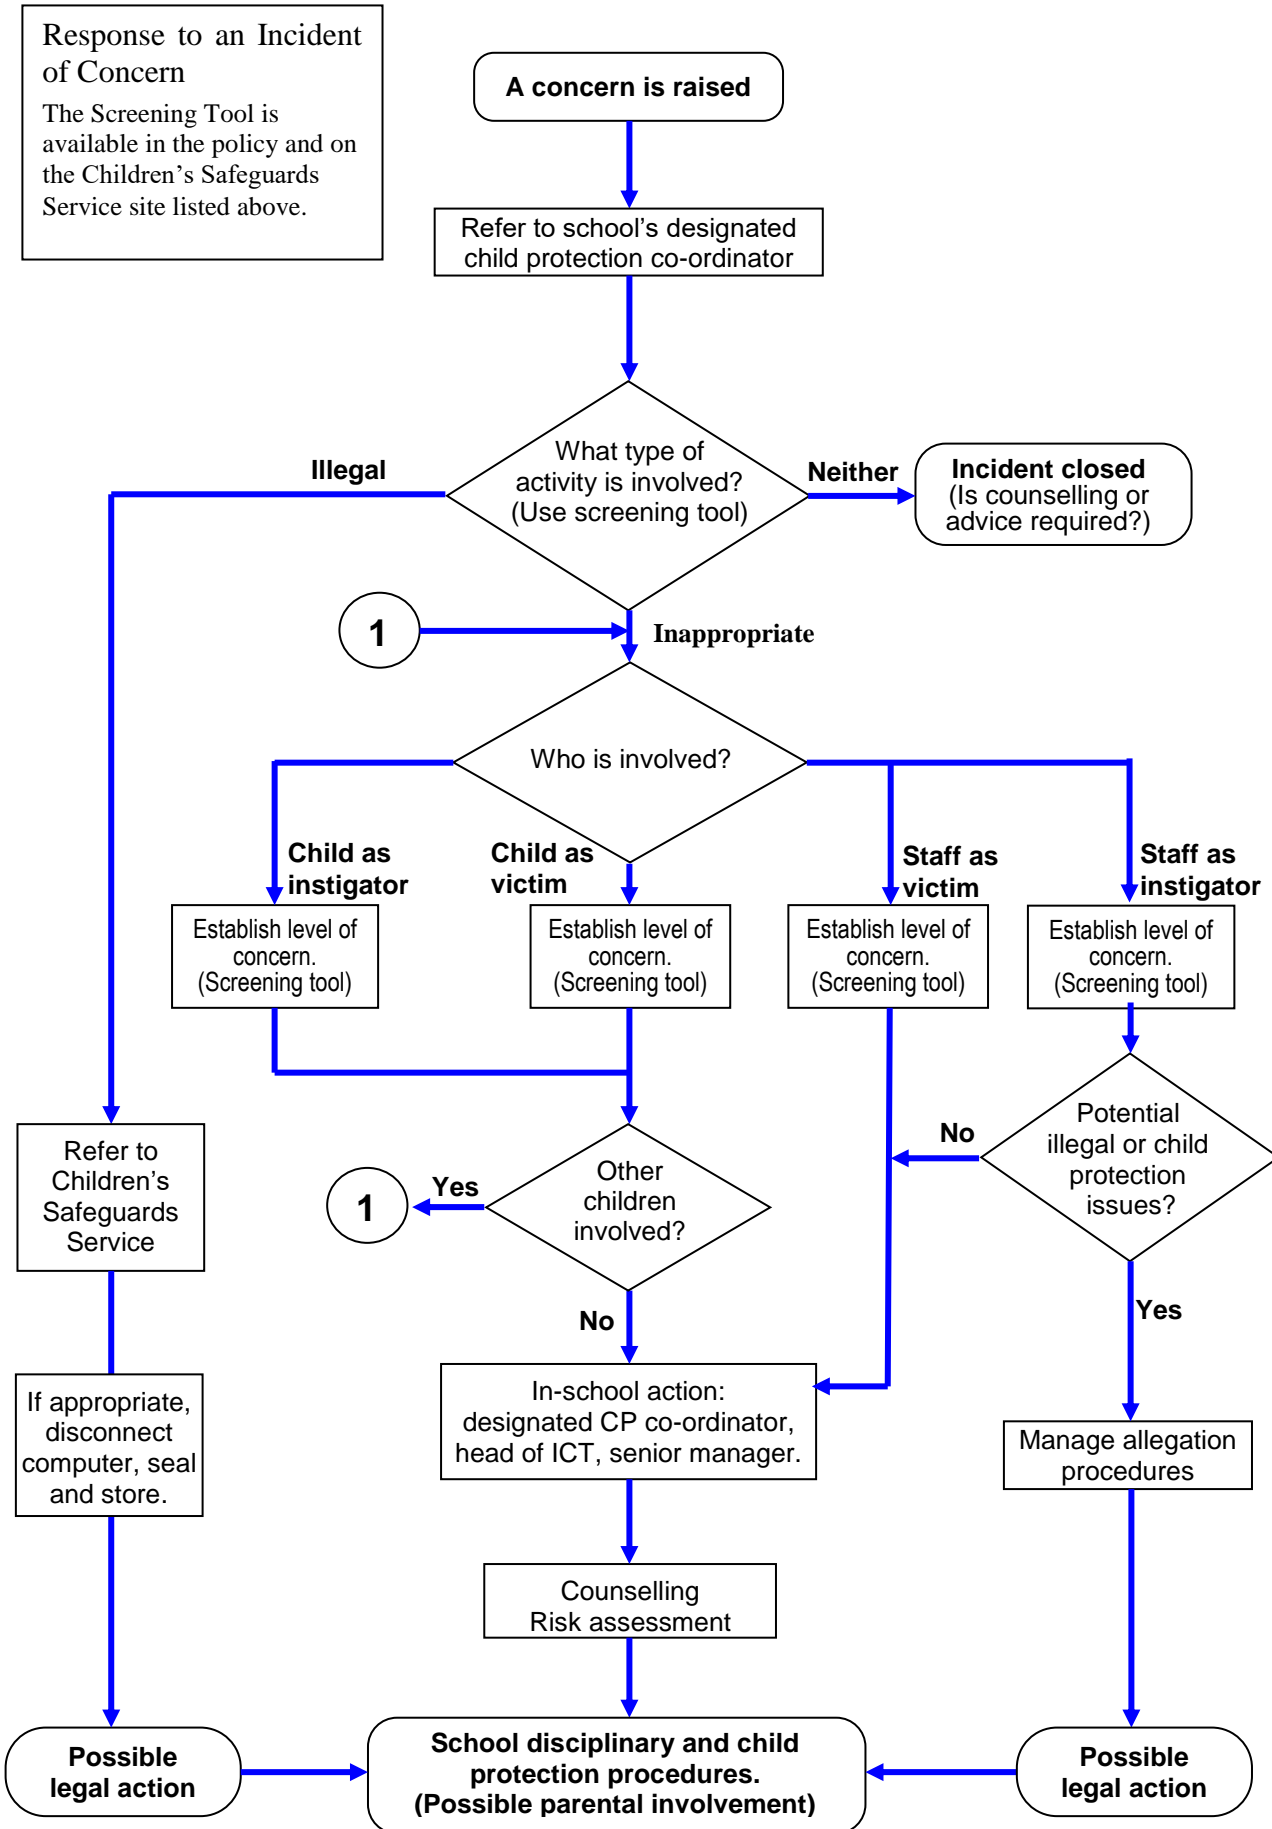 Response to an Incident
of Concern
The Screening Tool is
available in the policy and on
the Children’s Safeguards
Service site listed above.
A concern is raised
Refer to school’s designated
child protection co-ordinator
What type of
activity is involved?
(Use screening tool)
Illegal
Neither
Incident closed
(Is counselling or
advice required?)
1
Inappropriate
Who is involved?
Child as
instigator
Child as
victim
Staff as
victim
Staff as
instigator
Establish level of
concern.
(Screening tool)
Establish level of
concern.
(Screening tool)
Establish level of
concern.
(Screening tool)
Establish level of
concern.
(Screening tool)
Potential
illegal or child
protection
issues?
No
Yes
Refer to
Children’s
Safeguards
Service
1
Yes
Other
children
involved?
No
If appropriate,
disconnect
computer, seal
and store.
In-school action:
designated CP co-ordinator,
head of ICT, senior manager.
Manage allegation
procedures
Counselling
Risk assessment
Possible
legal action
School disciplinary and child
protection procedures.
(Possible parental involvement)
Possible
legal action